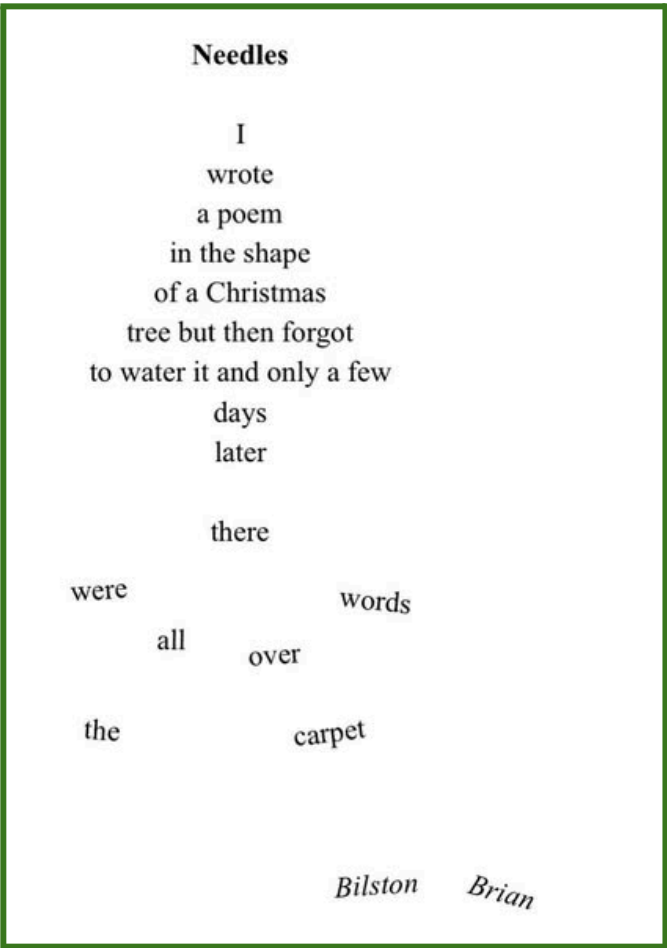 Needles
I
wrote
a poem
in the shape
of a Christmas
tree but then forgot
to water it and only a few
days
later
there
were words
all over
the carpet
Bilston Brian